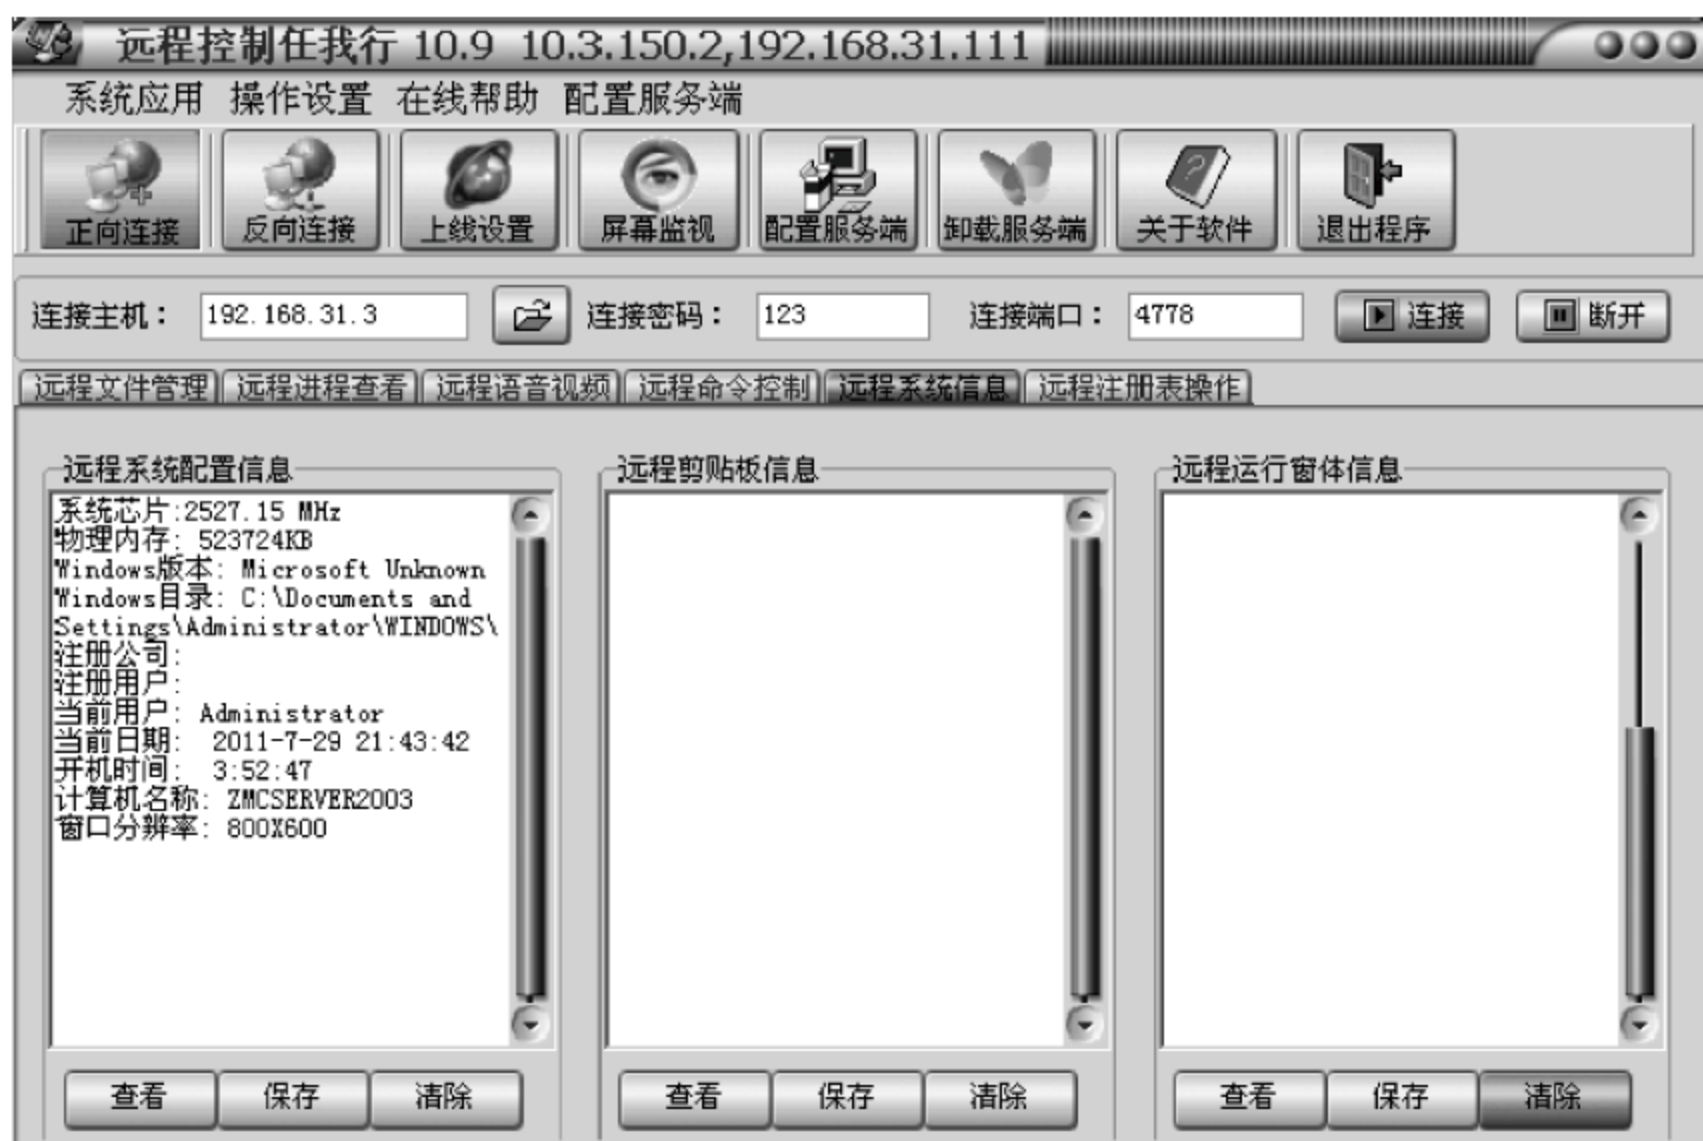 远程控制任我行 10.9 10.3.150.2,192.168.31.111
系统应用 操作设置 在线帮助 配置服务端
正向连接 反向连接 上线设置 屏幕监视 配置服务端 卸载服务端 关于软件 退出程序
连接主机： 192.168.31.3 连接密码： 123 连接端口： 4778 连接 断开
远程文件管理 远程进程查看 远程语音视频 远程命令控制 远程系统信息 远程注册表操作
远程系统配置信息 远程剪贴板信息 远程运行窗体信息
系统芯片:2527.15 MHz
物理内存: 523724KB
Windows版本: Microsoft Unknown
Windows目录: C:\Documents and
Settings\Administrator\WINDOWS\
注册公司:
注册用户:
当前用户: Administrator
当前日期: 2011-7-29 21:43:42
开机时间: 3:52:47
计算机名称: ZMCSERVER2003
窗口分辨率: 800X600
查看 保存 清除 查看 保存 清除 查看 保存 清除